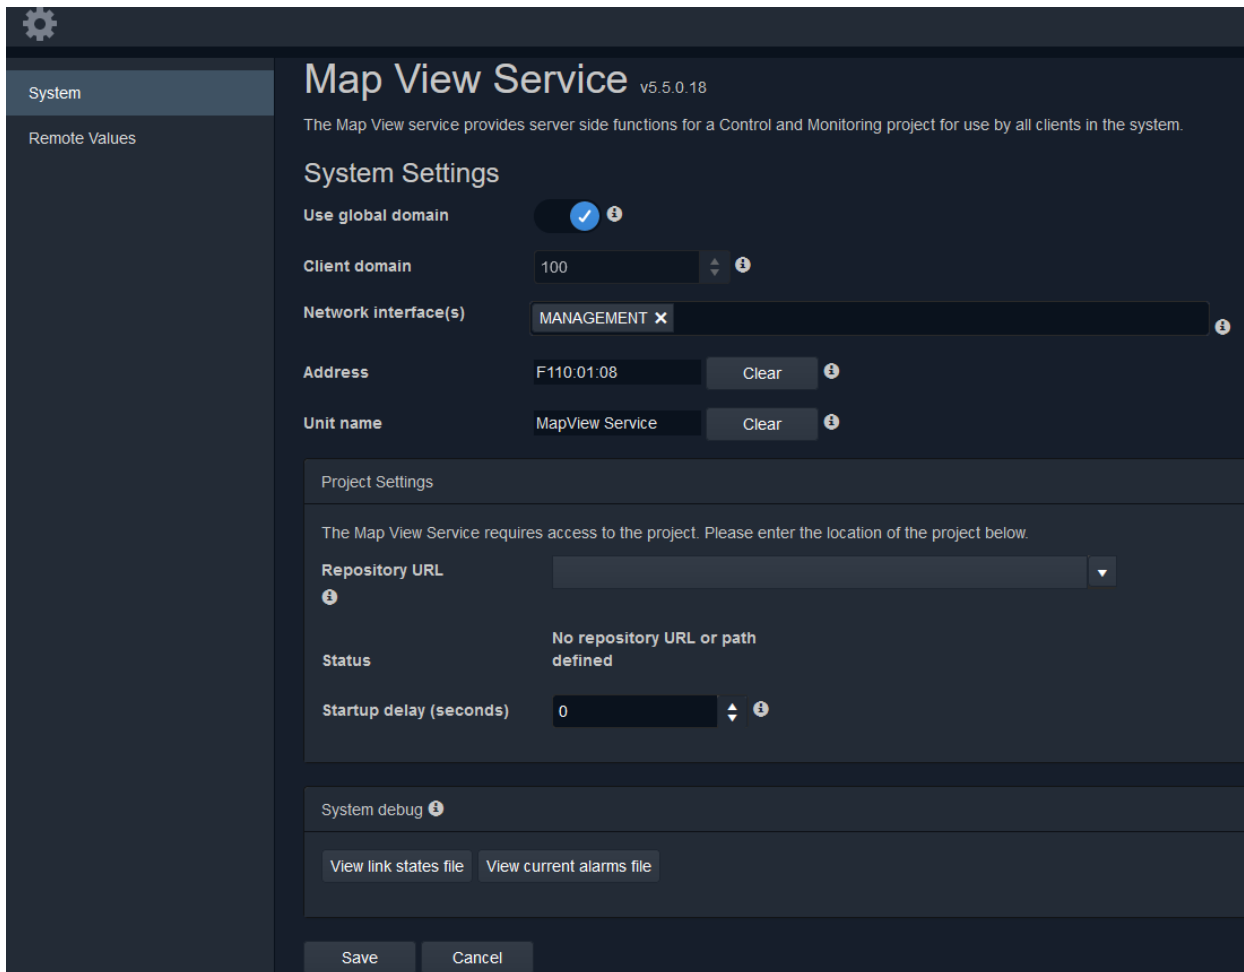 Map View Service v5.5.0.18
System
Remote Values
The Map View service provides server side functions for a Control and Monitoring project for use by all clients in the system.
System Settings
Use global domain
Client domain 100
Network interface(s) MANAGEMENT
Address F110:01:08 Clear
Unit name MapView Service Clear
Project Settings
The Map View Service requires access to the project. Please enter the location of the project below.
Repository URL
Status No repository URL or path
defined
Startup delay (seconds) 0
System debug
View link states file View current alarms file
Save Cancel